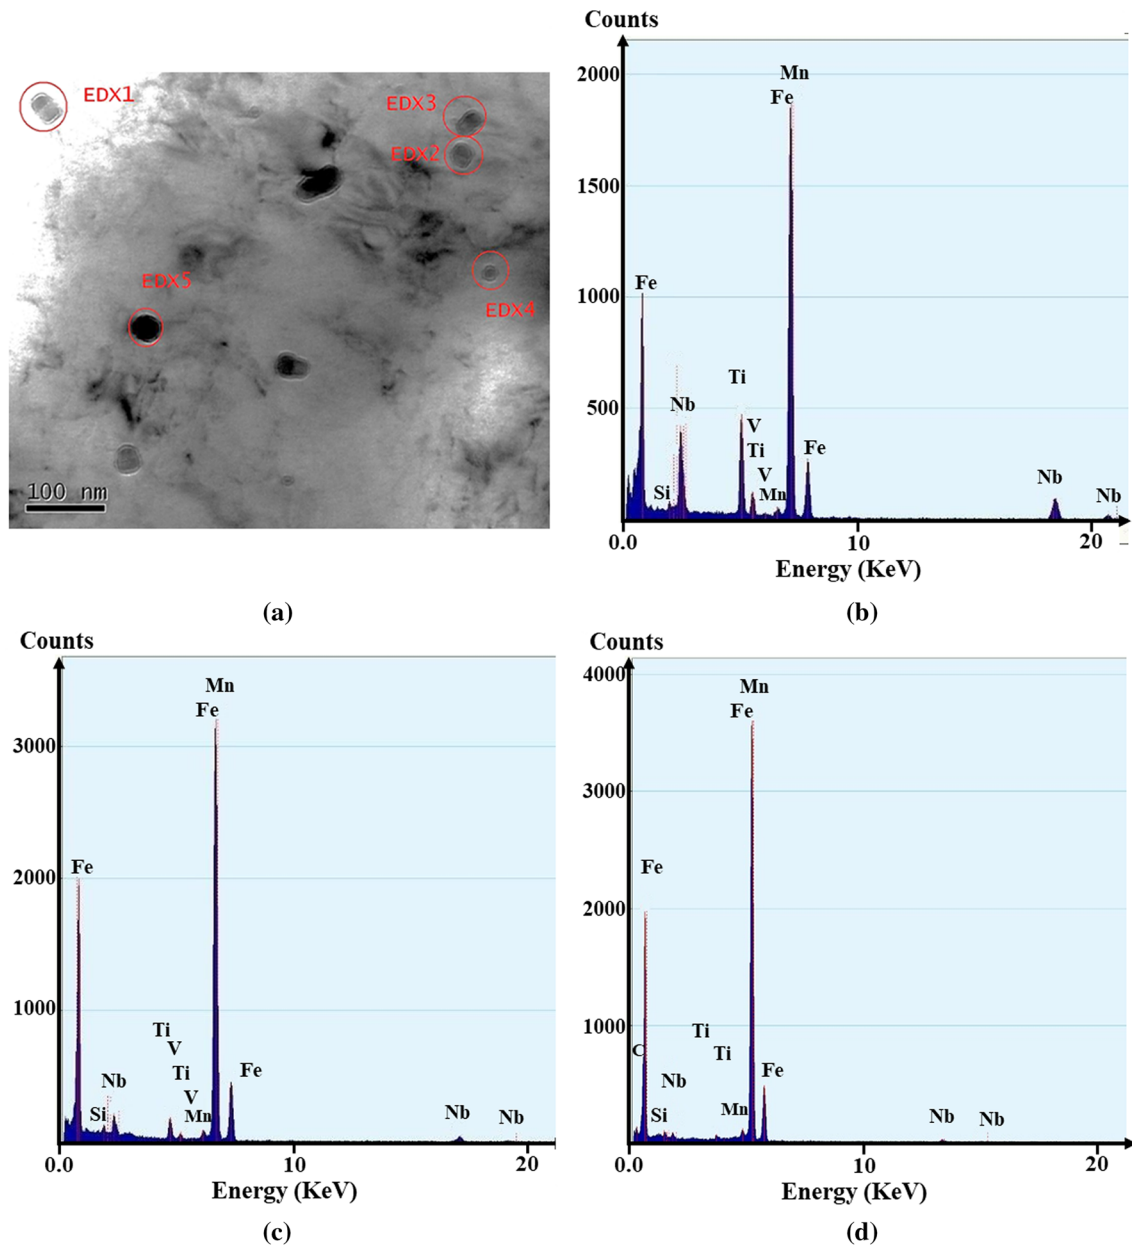 EDX1
EDX3
EDX2
EDX5
EDX4
100 nm
(a)
Counts
2000
1500
1000
500
Mn
Fe
Fe
Ti
Nb
V
Ti
V
Fe
Si
Mn
Nb
Nb
0.0
10
20
Energy (KeV)
(b)
Counts
3000
2000
1000
Mn
Fe
Fe
Ti
V
Ti
V
Nb
Fe
Si
Mn
Nb
Nb
0.0
10
20
Energy (KeV)
(c)
Counts
4000
3000
2000
1000
Mn
Fe
Fe
Ti
C
Ti
Nb
Fe
Si
Mn
Nb
Nb
0.0
10
20
Energy (KeV)
(d)